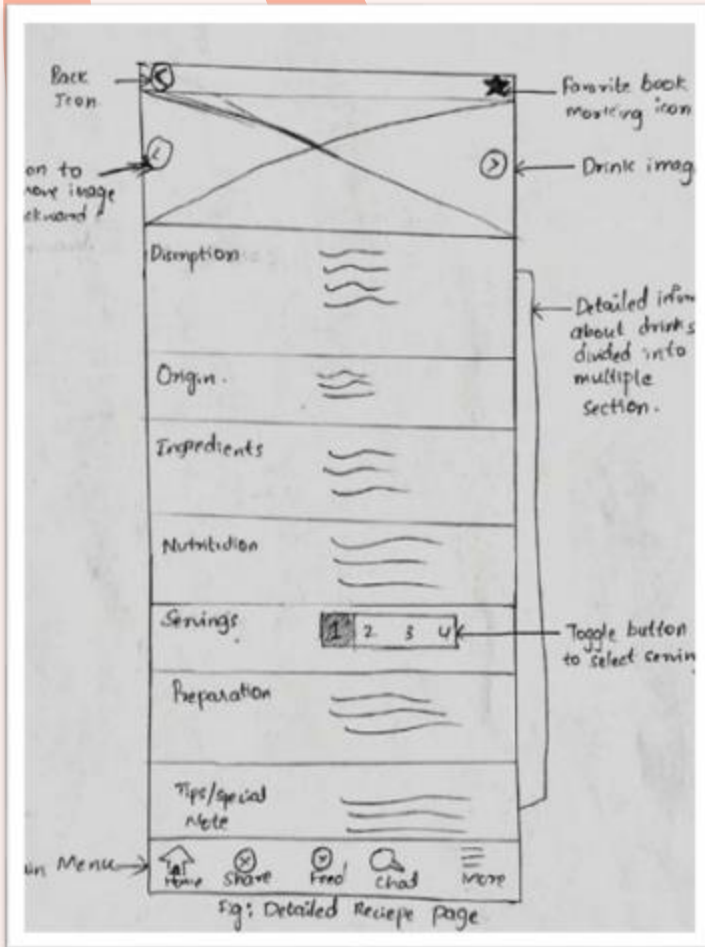 Back
Icon
Favorite book
marking icon
on to
move image
ckward
Drink imag
Disreption
Detailed infor
about drinks
divided into
multiple
section.
Origin.
Ingredients
Nutritidion
Servings
1 2 3 4
Toggle button
to select servin
Preparation
Tips/special
Note
in Menu
Home
Share
Feed
Chat
More
Fig: Detailed Reciepe page